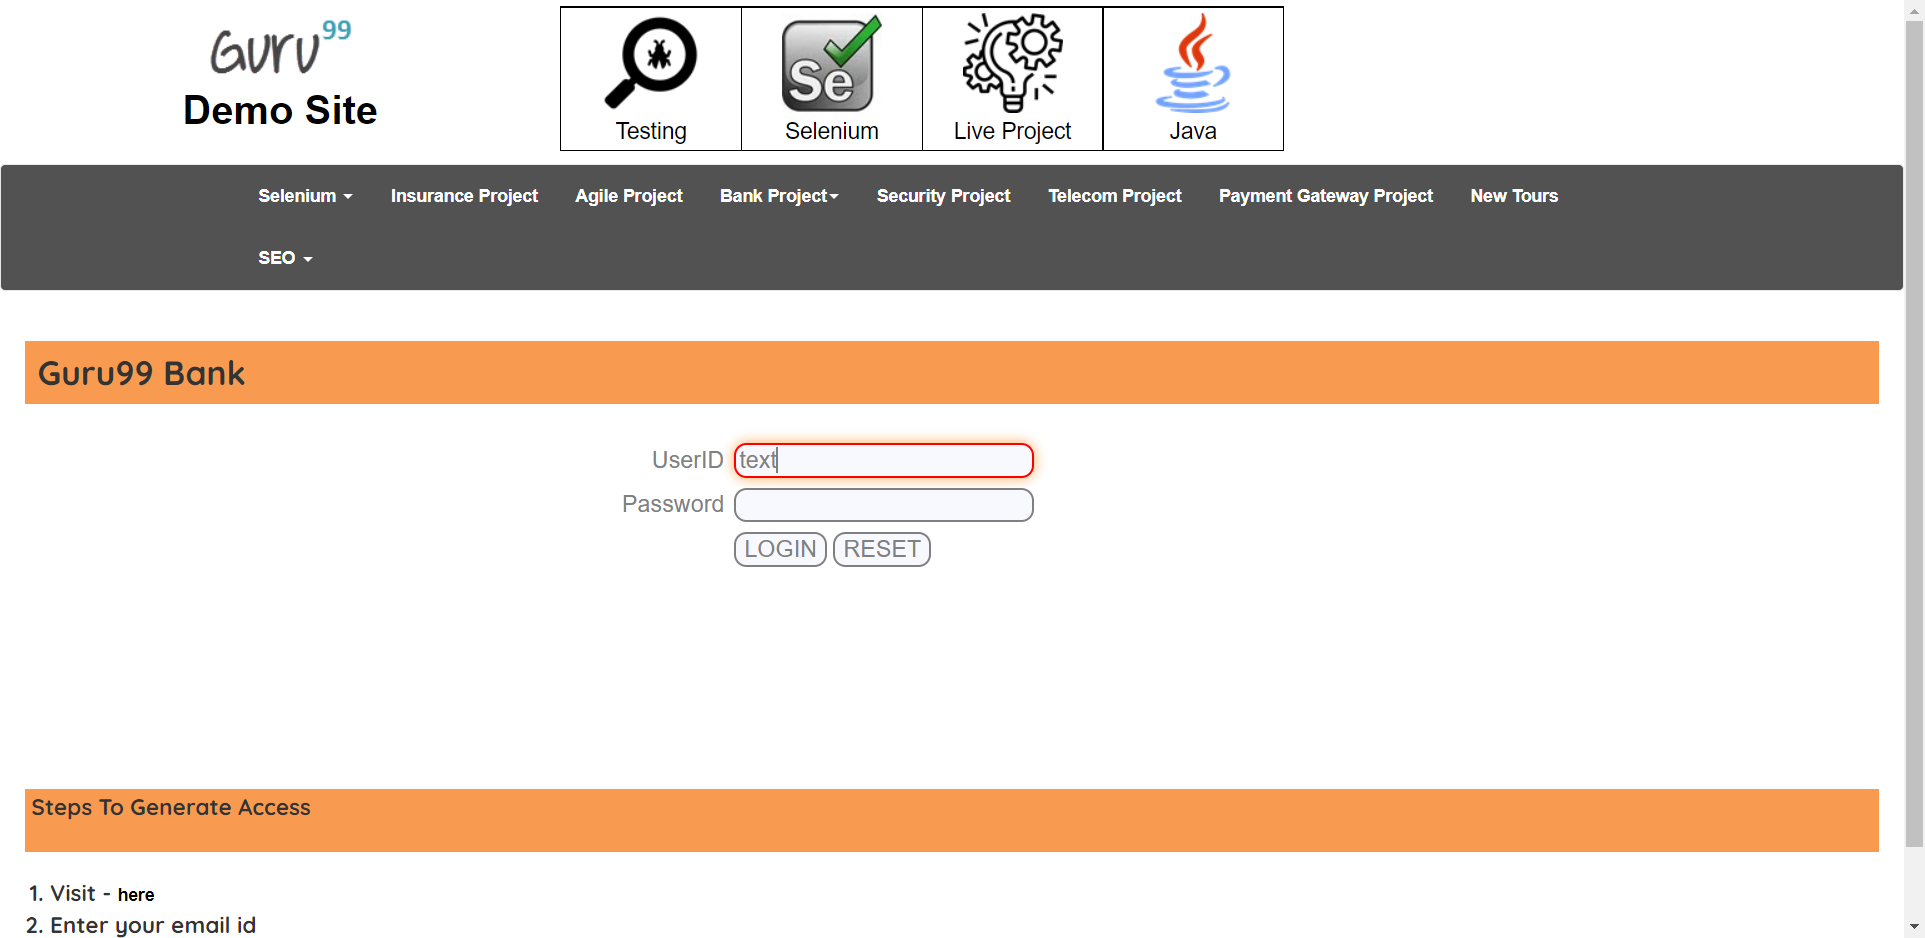 Guru99
Demo Site
Se
Testing
Selenium
Live Project
Java
Selenium
Insurance Project
Agile Project
Bank Project
Security Project
Telecom Project
Payment Gateway Project
New Tours
SEO
Guru99 Bank
UserID text
Password
LOGIN RESET
Steps To Generate Access
1. Visit - here
2. Enter your email id